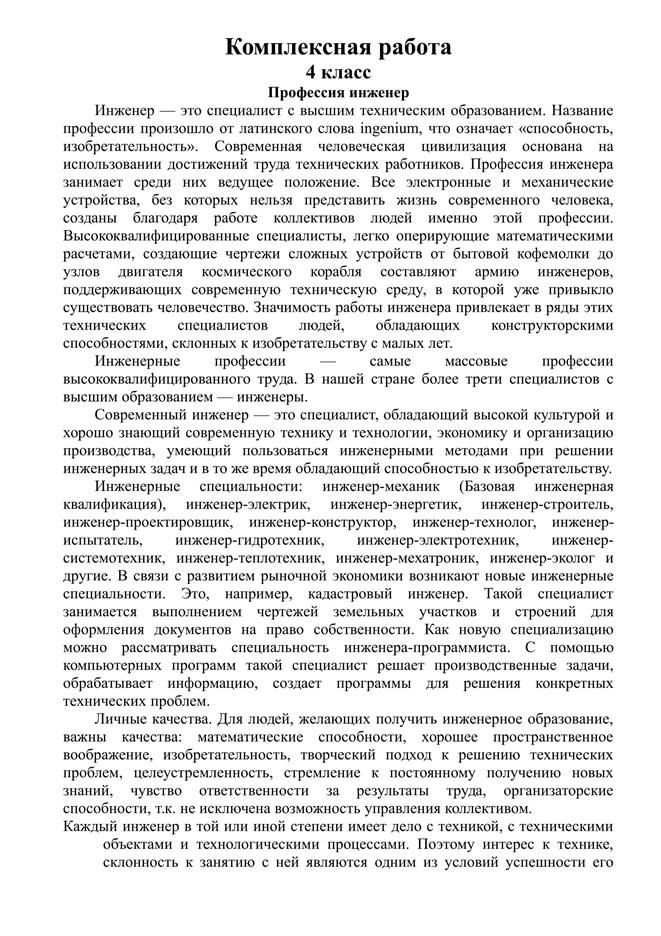 Комплексная работа
4 класс
Профессия инженер
Инженер — это специалист с высшим техническим образованием. Название
профессии произошло от латинского слова ingenium, что означает «способность,
изобретательность». Современная человеческая цивилизация основана на
использовании достижений труда технических работников. Профессия инженера
занимает среди них ведущее положение. Все электронные и механические
устройства, без которых нельзя представить жизнь современного человека,
созданы благодаря работе коллективов людей именно этой профессии.
Высококвалифицированные специалисты, легко оперирующие математическими
расчетами, создающие чертежи сложных устройств от бытовой кофемолки до
узлов двигателя космического корабля составляют армию инженеров,
поддерживающих современную техническую среду, в которой уже привыкло
существовать человечество. Значимость работы инженера привлекает в ряды этих
технических специалистов людей, обладающих конструкторскими
способностями, склонных к изобретательству с малых лет.
Инженерные профессии — самые массовые профессии
высококвалифицированного труда. В нашей стране более трети специалистов с
высшим образованием — инженеры.
Современный инженер — это специалист, обладающий высокой культурой и
хорошо знающий современную технику и технологии, экономику и организацию
производства, умеющий пользоваться инженерными методами при решении
инженерных задач и в то же время обладающий способностью к изобретательству.
Инженерные специальности: инженер-механик (Базовая инженерная
квалификация), инженер-электрик, инженер-энергетик, инженер-строитель,
инженер-проектировщик, инженер-конструктор, инженер-технолог, инженер-
испытатель, инженер-гидротехник, инженер-электротехник, инженер-
системотехник, инженер-теплотехник, инженер-мехатроник, инженер-эколог и
другие. В связи с развитием рыночной экономики возникают новые инженерные
специальности. Это, например, кадастровый инженер. Такой специалист
занимается выполнением чертежей земельных участков и строений для
оформления документов на право собственности. Как новую специализацию
можно рассматривать специальность инженера-программиста. С помощью
компьютерных программ такой специалист решает производственные задачи,
обрабатывает информацию, создает программы для решения конкретных
технических проблем.
Личные качества. Для людей, желающих получить инженерное образование,
важны качества: математические способности, хорошее пространственное
воображение, изобретательность, творческий подход к решению технических
проблем, целеустремленность, стремление к постоянному получению новых
знаний, чувство ответственности за результаты труда, организаторские
способности, т.к. не исключена возможность управления коллективом.
Каждый инженер в той или иной степени имеет дело с техникой, с техническими
объектами и технологическими процессами. Поэтому интерес к технике,
склонность к занятию с ней являются одним из условий успешности его